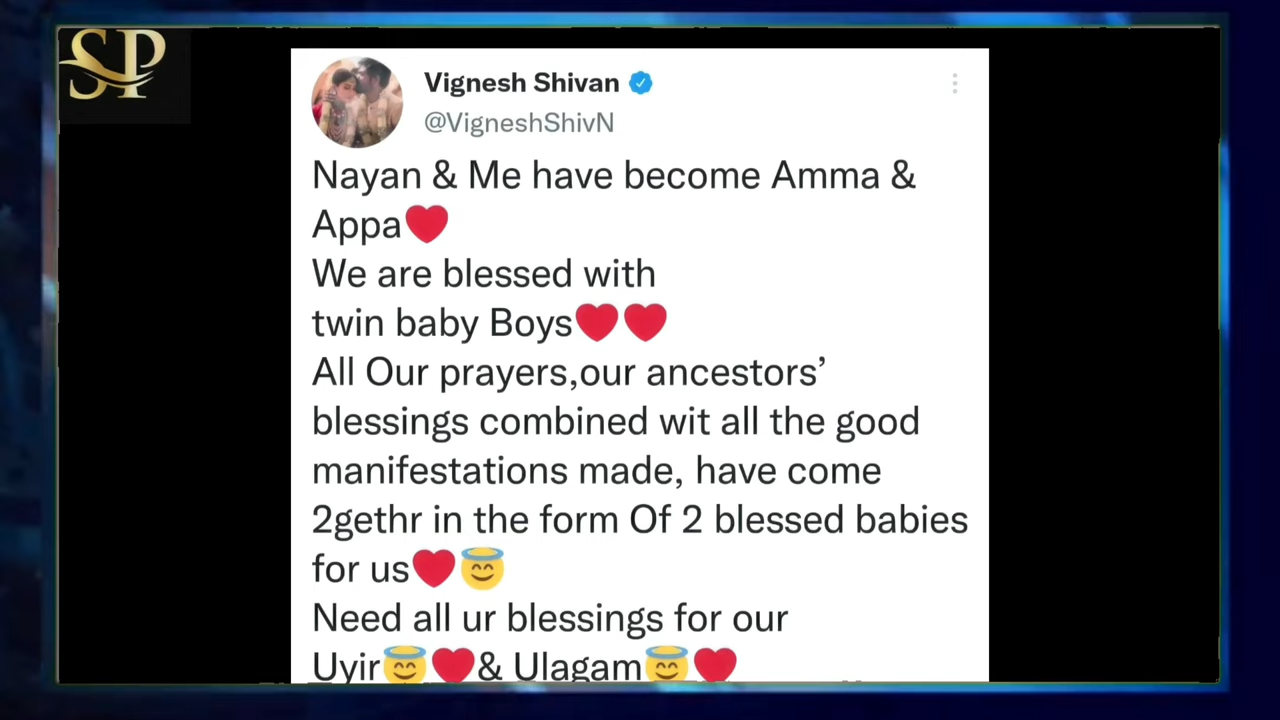 SP
Vignesh Shivan
@VigneshShivN
Nayan & Me have become Amma &
Appa❤️
We are blessed with
twin baby Boys❤️❤️
All Our prayers,our ancestors’
blessings combined wit all the good
manifestations made, have come
2gethr in the form Of 2 blessed babies
for us❤️😇
Need all ur blessings for our
Uyir😇❤️& Ulagam😇❤️